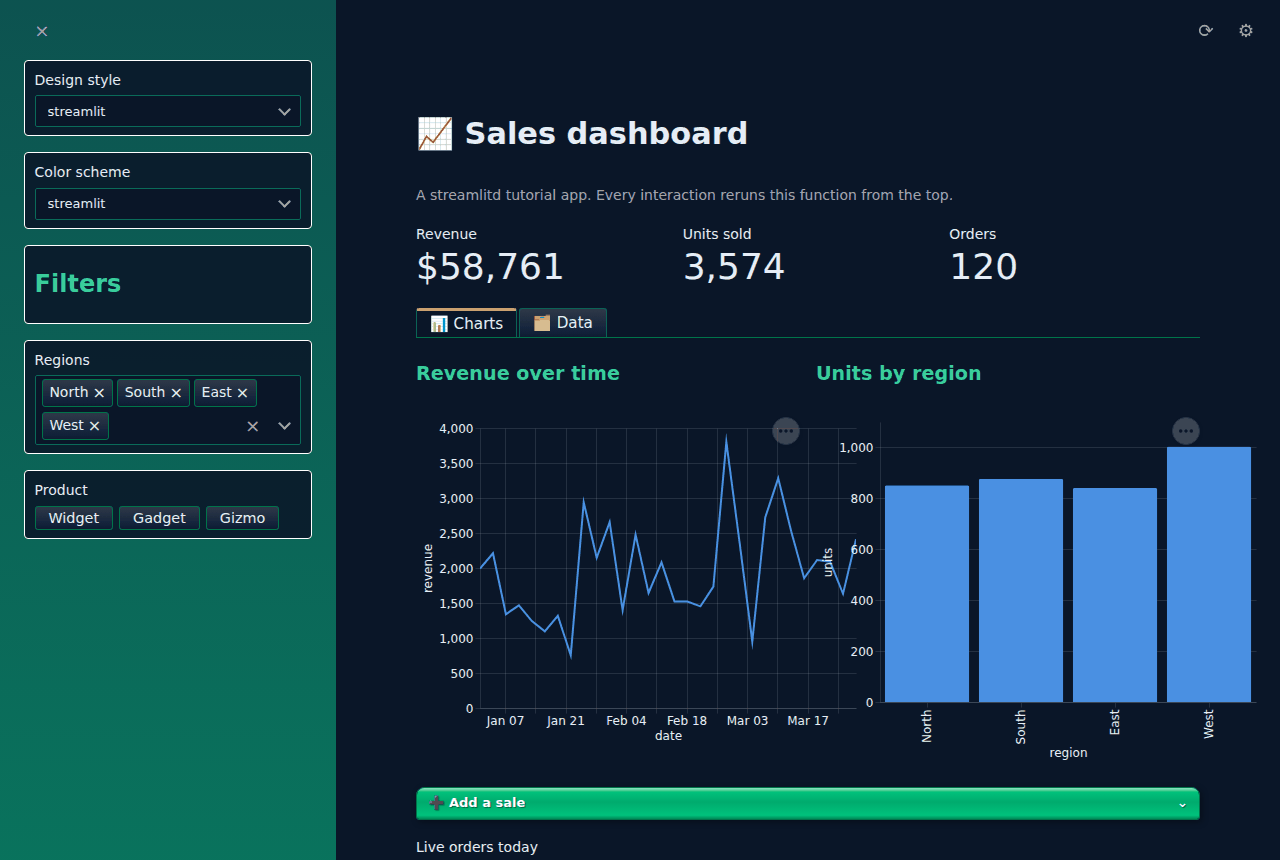 ×
Design style
streamlit
Color scheme
streamlit
Filters
Regions
North × South × East ×
West ×
×
Product
Widget Gadget Gizmo
Sales dashboard
A streamlitd tutorial app. Every interaction reruns this function from the top.
Revenue
$58,761
Units sold
3,574
Orders
120
Charts
Data
Revenue over time
4,000
3,500
3,000
2,500
2,000
1,500
1,000
500
0
revenue
Jan 07 Jan 21 Feb 04 Feb 18 Mar 03 Mar 17
date
Units by region
1,000
800
600
400
200
0
units
North South East West
region
Add a sale
Live orders today